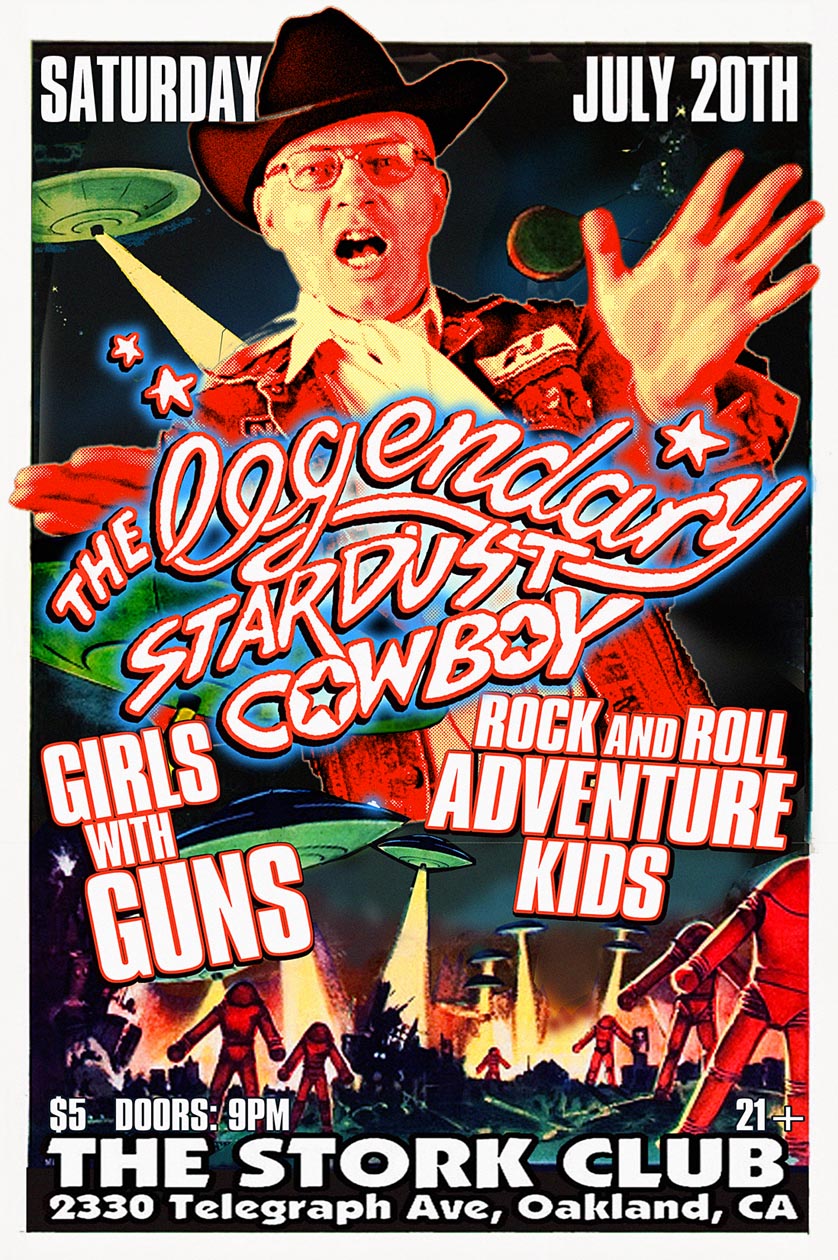 SATURDAY
JULY 20TH
THE legendary
STARDUST
COWBOY
GIRLS
WITH
GUNS
ROCK AND ROLL
ADVENTURE
KIDS
$5 DOORS: 9PM
21+
THE STORK CLUB
2330 Telegraph Ave, Oakland, CA